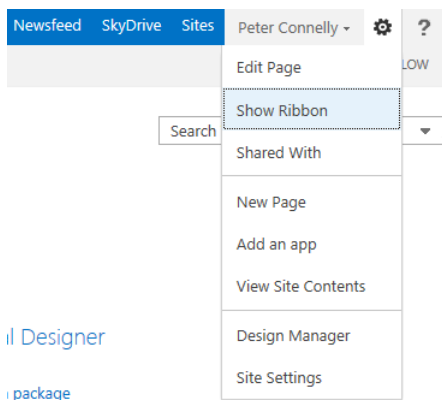 Newsfeed SkyDrive Sites Peter Connelly ?
Edit Page
LOW
Show Ribbon
Search
Shared With
New Page
Add an app
View Site Contents
l Designer
Design Manager
Site Settings
package